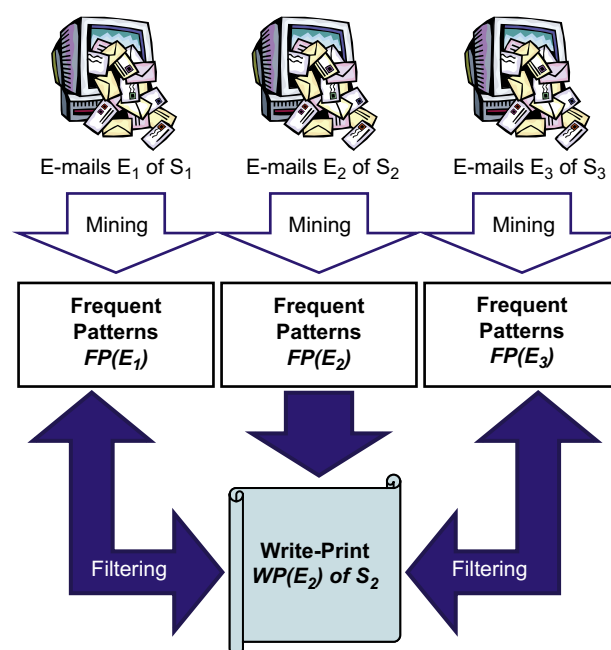 E-mails E₁ of S₁
E-mails E₂ of S₂
E-mails E₃ of S₃
Mining
Mining
Mining
Frequent
Patterns
FP(E₁)
Frequent
Patterns
FP(E₂)
Frequent
Patterns
FP(E₃)
Filtering
Write-Print
WP(E₂) of S₂
Filtering